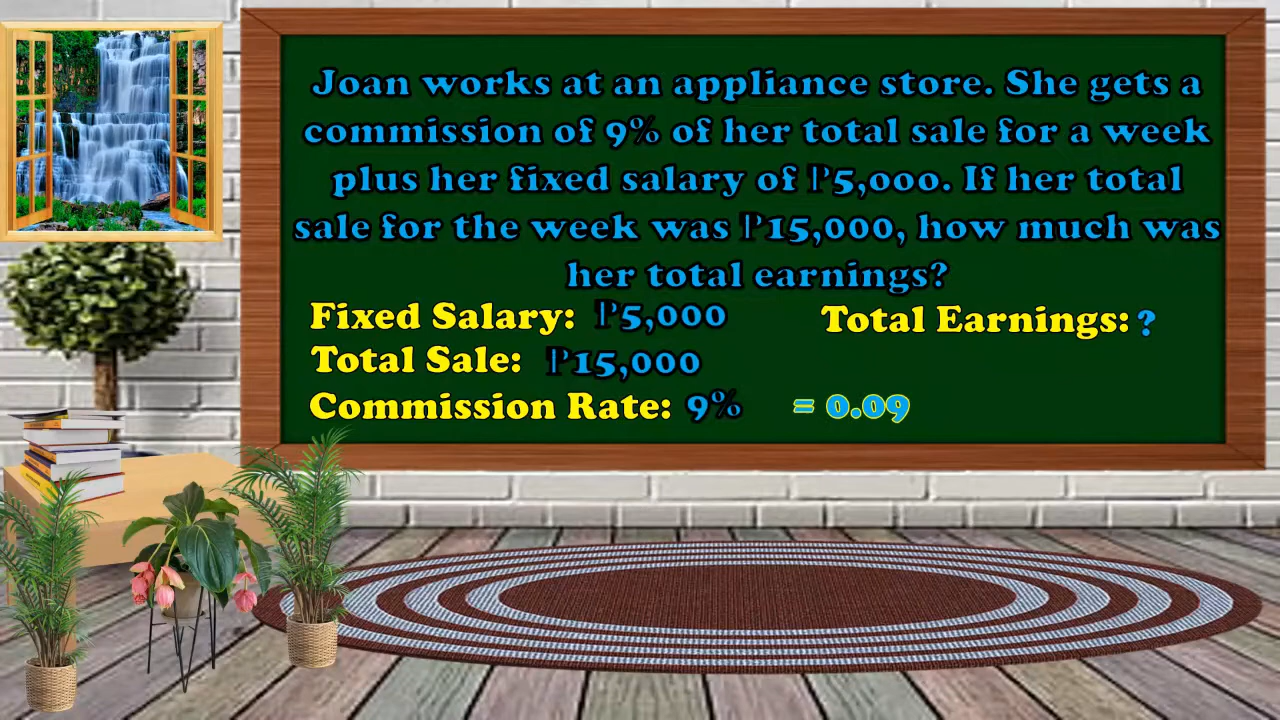 Joan works at an appliance store. She gets a
commission of 9% of her total sale for a week
plus her fixed salary of ₱5,000. If her total
sale for the week was ₱15,000, how much was
her total earnings?
Fixed Salary: ₱5,000 Total Earnings: ?
Total Sale: ₱15,000
Commission Rate: 9% = 0.09